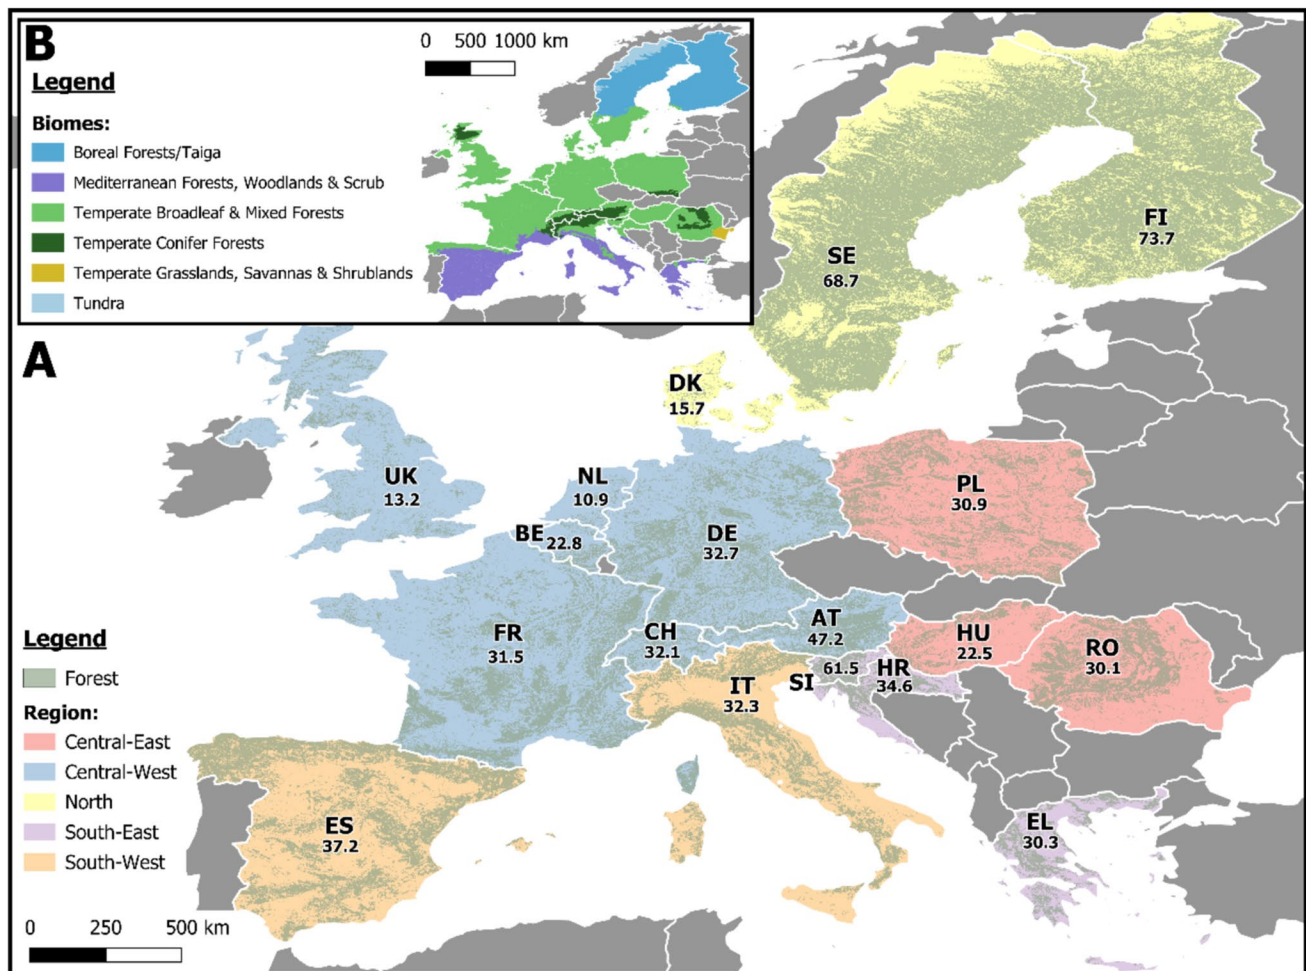 B
Legend
Biomes:
Boreal Forests/Taiga
Mediterranean Forests, Woodlands & Scrub
Temperate Broadleaf & Mixed Forests
Temperate Conifer Forests
Temperate Grasslands, Savannas & Shrublands
Tundra
0 500 1000 km
A
FI
73.7
SE
68.7
DK
15.7
UK
13.2
NL
10.9
BE 22.8
DE
32.7
PL
30.9
FR
31.5
CH
32.1
AT
47.2
HU
22.5
RO
30.1
SI 61.5
HR
34.6
IT
32.3
ES
37.2
EL
30.3
Legend
Forest
Region:
Central-East
Central-West
North
South-East
South-West
0 250 500 km